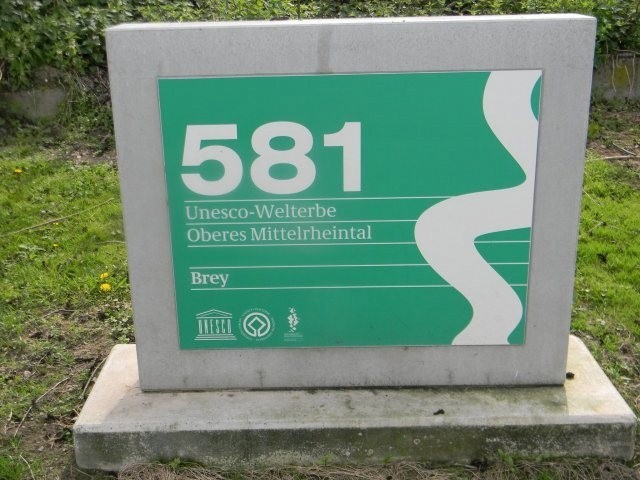 581
Unesco-Welterbe
Oberes Mittelrheintal
Brey
UNESCO